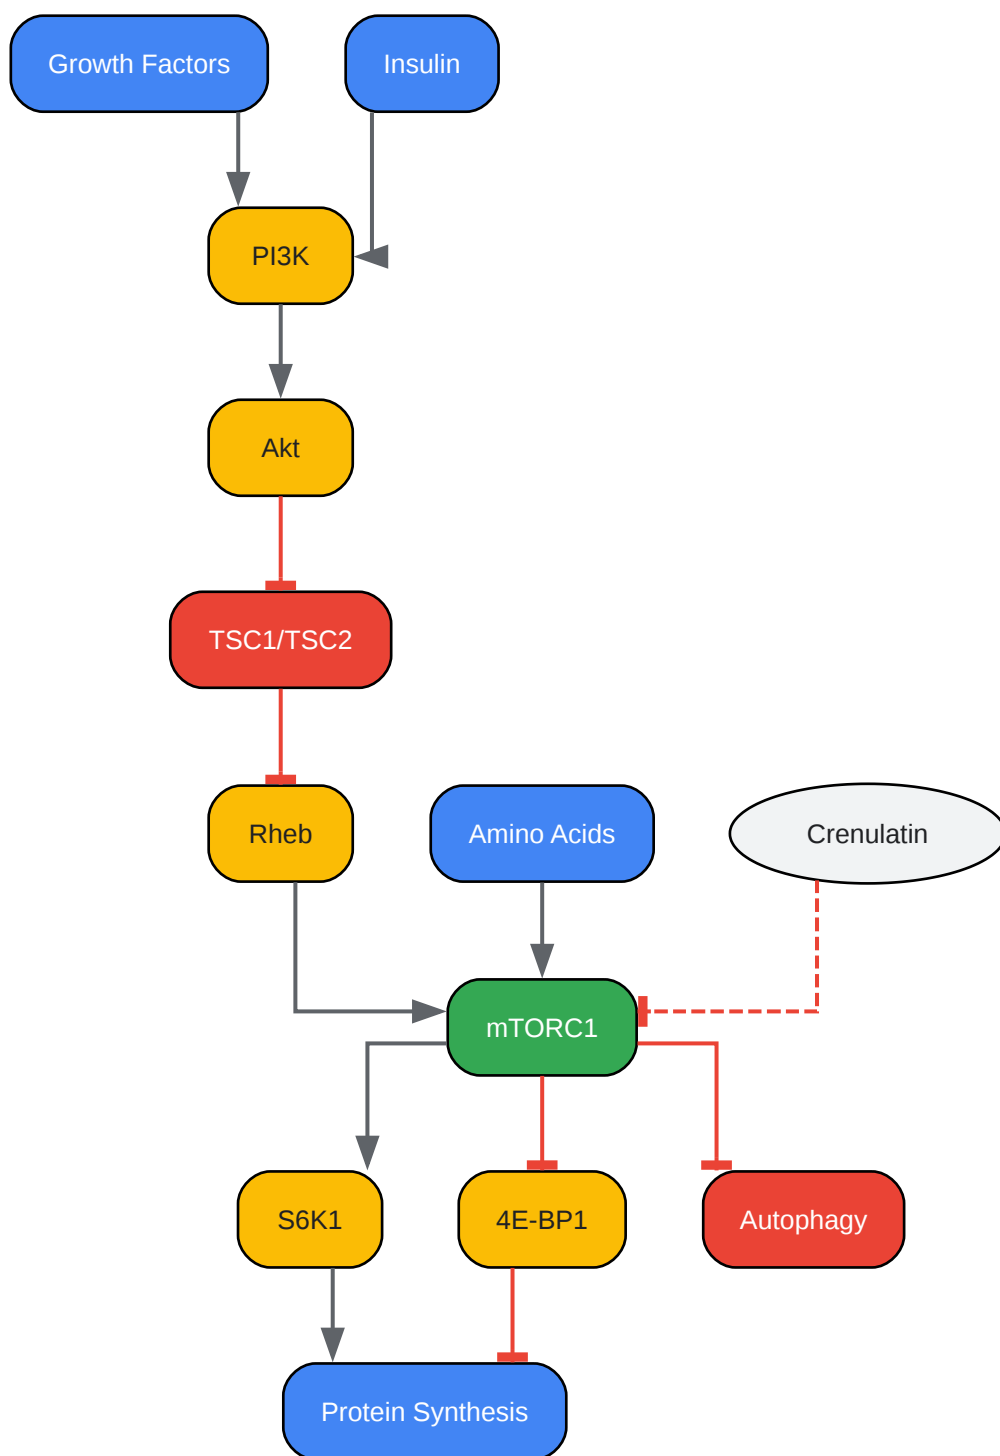 Growth Factors
Insulin
PI3K
Akt
TSC1/TSC2
Rheb
Amino Acids
Crenulatin
mTORC1
S6K1
4E-BP1
Autophagy
Protein Synthesis